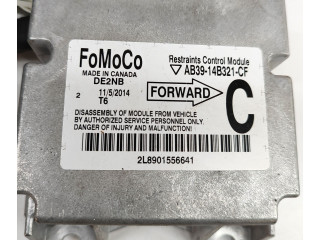 FoMoCo
MADE IN CANADA
DE2NB
2 11/5/2014
T6
Restraints Control Module
AB39-14B321-CF
FORWARD
C
DISASSEMBLY OF MODULE FROM VEHICLE
BY AUTHORIZED SERVICE PERSONNEL ONLY.
DANGER OF INJURY AND MALFUNCTION!
2L8901556641